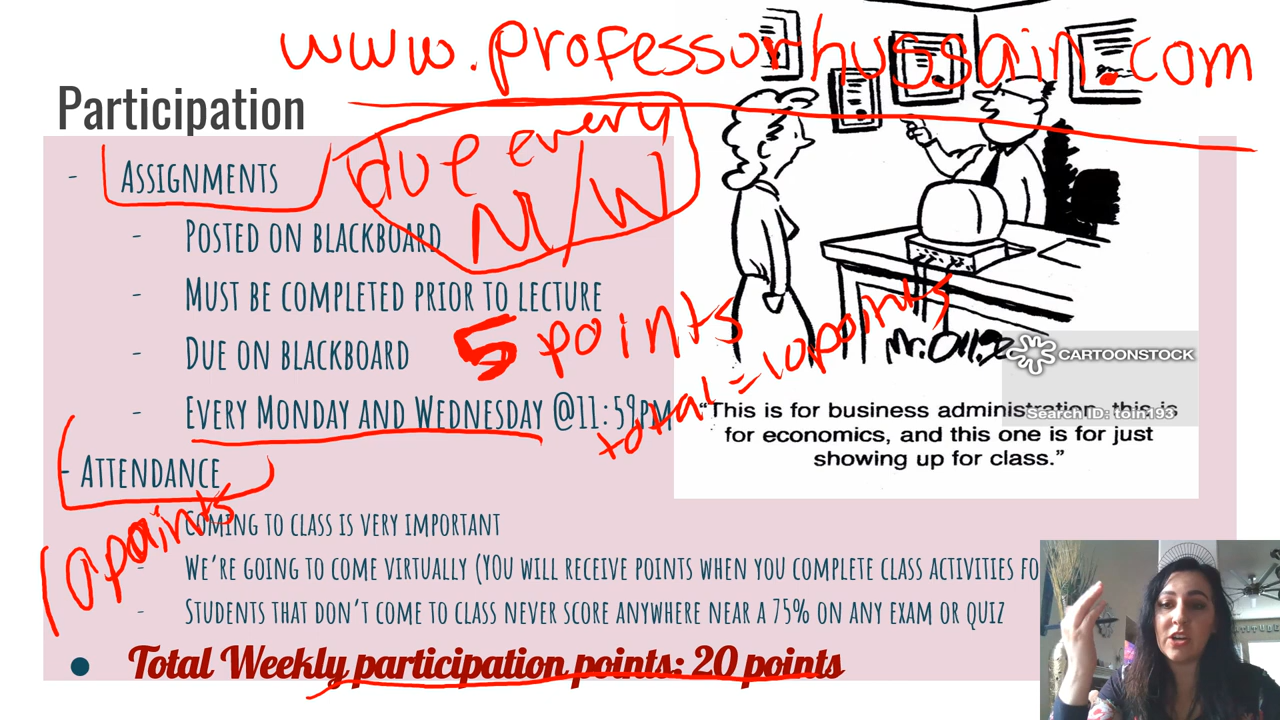 www.professorhussain.com
Participation
due every
M/W
- Assignments
- Posted on blackboard
- Must be completed prior to lecture
- Due on blackboard
5 points
- Every Monday and Wednesday @11:59pm
total = 10 points
- Attendance
10 points
- Coming to class is very important
- We're going to come virtually (YOu will receive points when you complete class activities fo
- Students that don't come to class never score anywhere near a 75% on any exam or quiz
● Total Weekly participation points: 20 points
CARTOONSTOCK
Search ID: toin193
"This is for business administration, this is
for economics, and this one is for just
showing up for class."